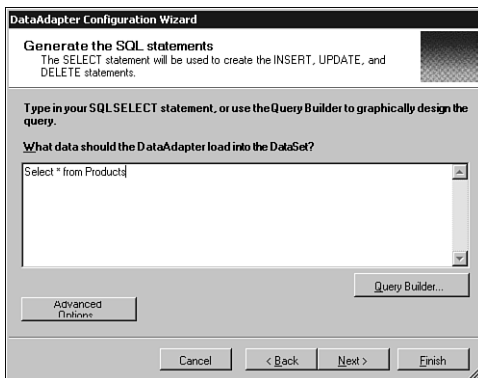 DataAdapter Configuration Wizard
Generate the SQL statements
The SELECT statement will be used to create the INSERT, UPDATE, and
DELETE statements.
Type in your SQL SELECT statement, or use the Query Builder to graphically design the
query.
What data should the DataAdapter load into the DataSet?
Select * from Products
Query Builder...
Advanced
Options
Cancel
< Back
Next >
Finish